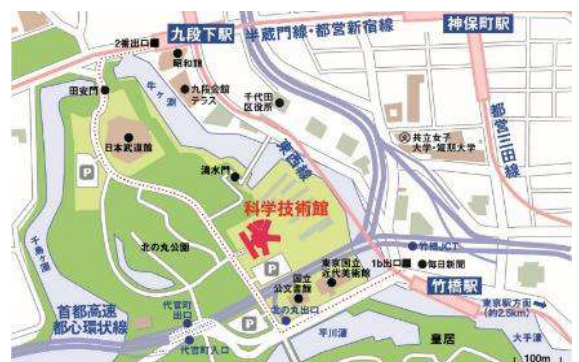 九段下駅
半蔵門線・都営新宿線
神保町駅
2番出口
昭和館
牛ヶ淵
九段会館
テラス
千代田
区役所
田安門
日本武道館
清水門
東西線
共立女子
大学・短期大学
都営三田線
P
科学技術館
北の丸公園
千鳥ヶ淵
竹橋JCT
1b出口
毎日新聞
竹橋駅
P
東京国立
近代美術館
国立
公文書館
北の丸出口
首都高速
都心環状線
代官町
出口
P
代官町入口
平川濠
皇居
東京駅方面
(約2.5km)
大手濠
100m